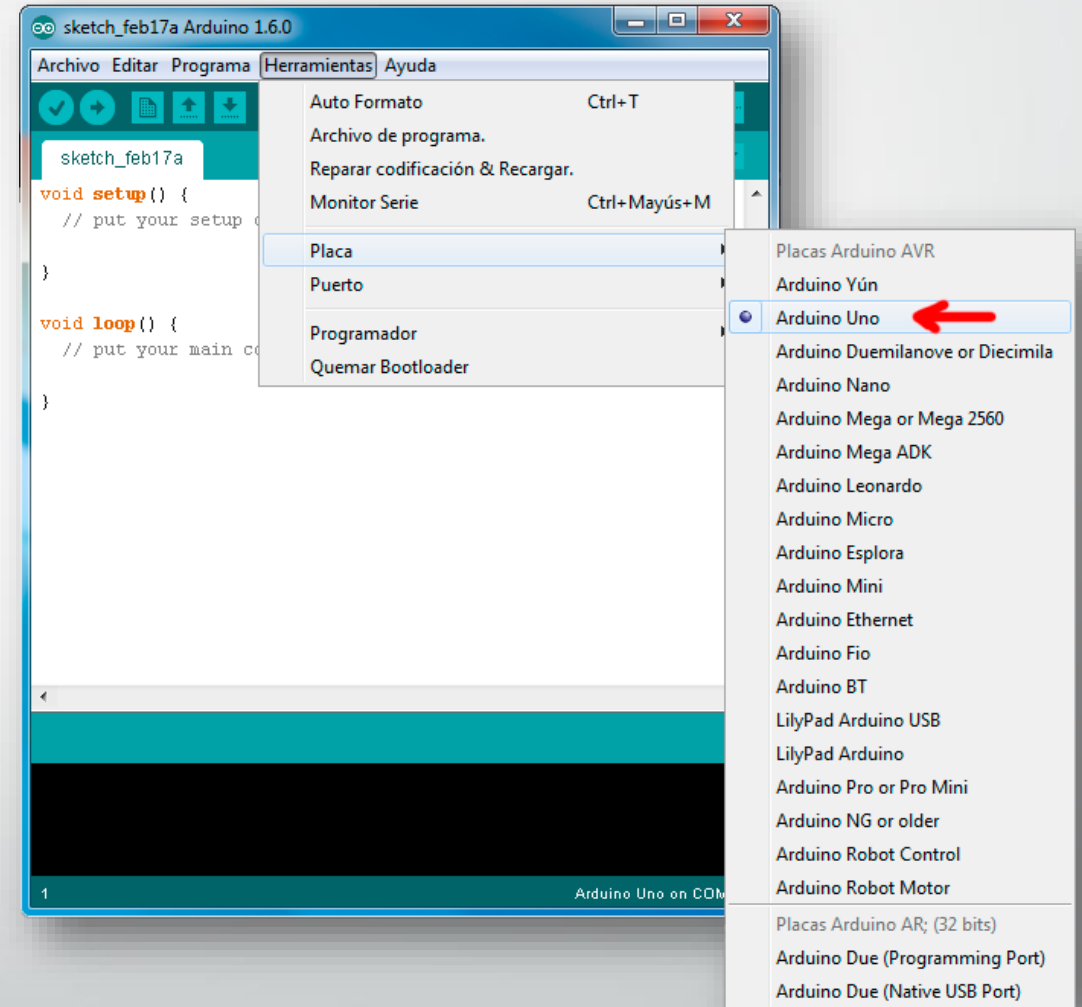 sketch_feb17a Arduino 1.6.0
Archivo Editar Programa Herramientas Ayuda
Auto Formato Ctrl+T
Archivo de programa.
Reparar codificación & Recargar.
Monitor Serie Ctrl+Mayús+M
Placa
Puerto
Programador
Quemar Bootloader
sketch_feb17a
void setup() {
// put your setup
}
void loop() {
// put your main co
}
Placas Arduino AVR
Arduino Yún
Arduino Uno
Arduino Duemilanove or Diecimila
Arduino Nano
Arduino Mega or Mega 2560
Arduino Mega ADK
Arduino Leonardo
Arduino Micro
Arduino Esplora
Arduino Mini
Arduino Ethernet
Arduino Fio
Arduino BT
LilyPad Arduino USB
LilyPad Arduino
Arduino Pro or Pro Mini
Arduino NG or older
Arduino Robot Control
Arduino Robot Motor
Placas Arduino AR; (32 bits)
Arduino Due (Programming Port)
Arduino Due (Native USB Port)
1 Arduino Uno on COM